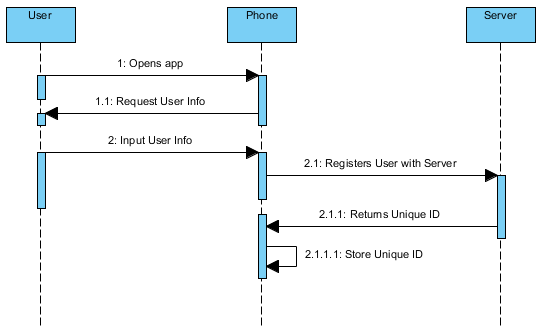 User
Phone
Server
1: Opens app
1.1: Request User Info
2: Input User Info
2.1: Registers User with Server
2.1.1: Returns Unique ID
2.1.1.1: Store Unique ID